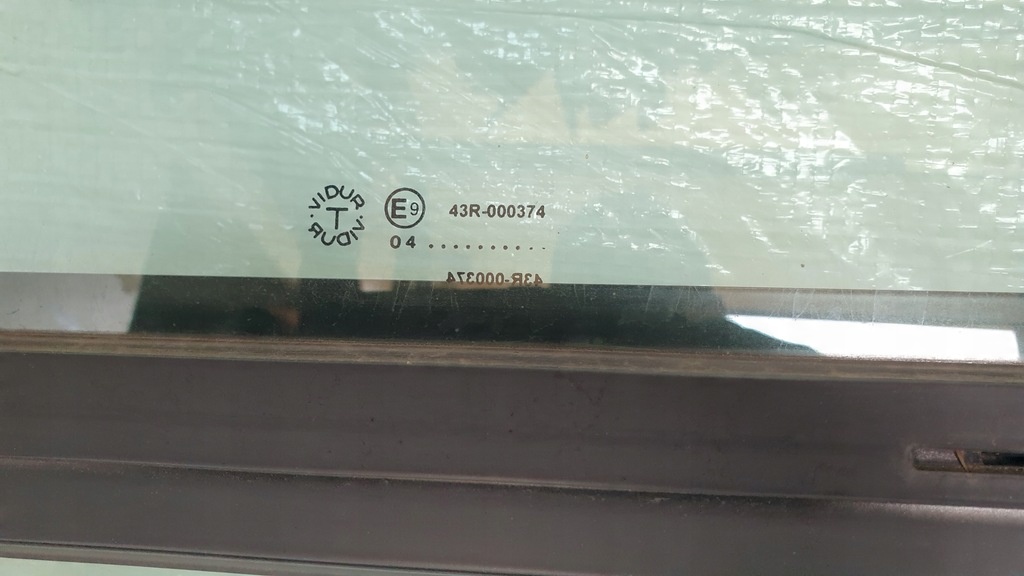 VIDUR · VIDUR ·
T
E9 43R-000374
04 ..........
43R-000374